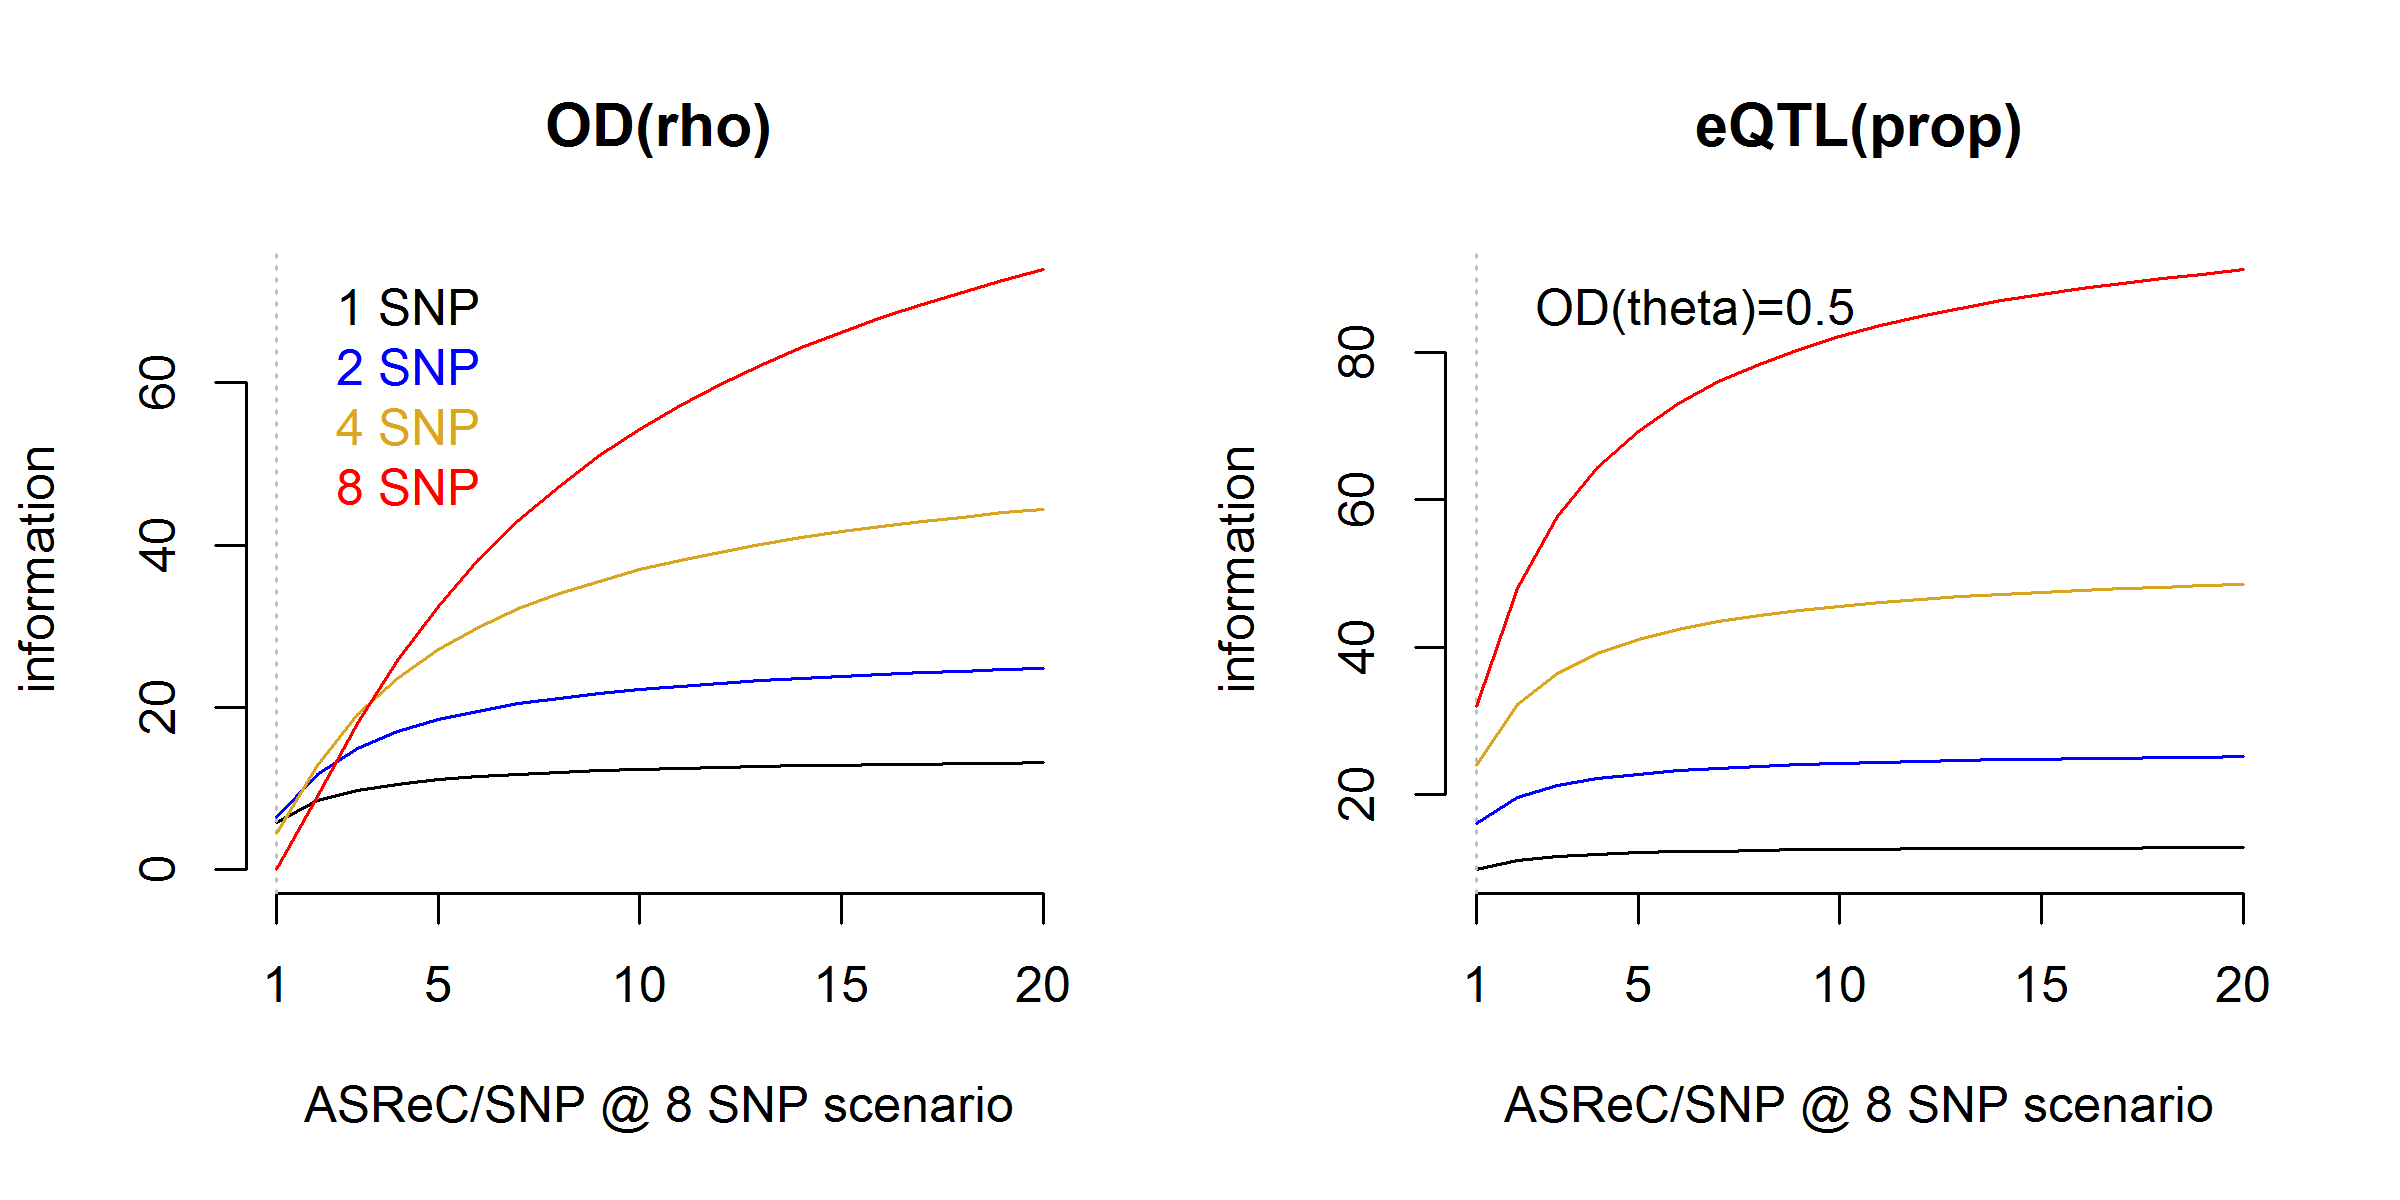 OD(rho)
1 SNP
2 SNP
4 SNP
8 SNP
information
0
20
40
60
1
5
10
15
20
ASReC/SNP @ 8 SNP scenario
eQTL(prop)
OD(theta)=0.5
information
20
40
60
80
1
5
10
15
20
ASReC/SNP @ 8 SNP scenario